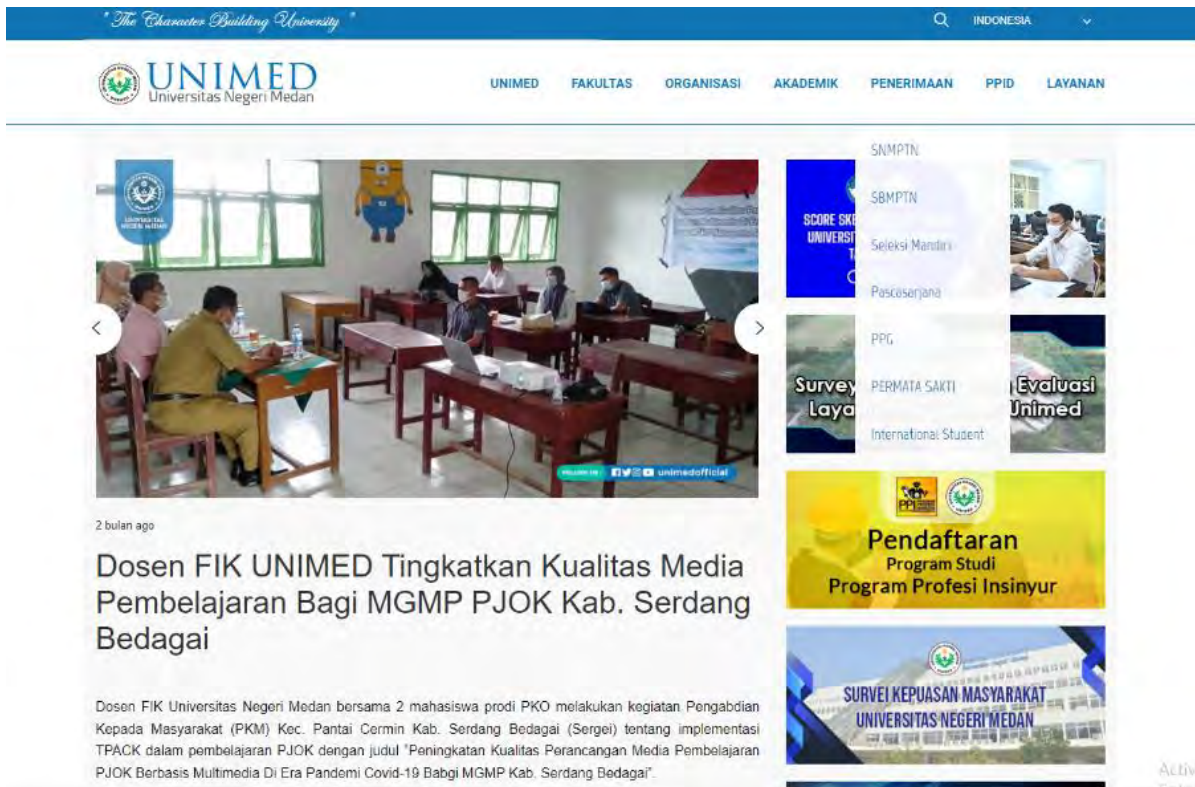 " The Character Building University "
INDONESIA
UNIMED
Universitas Negeri Medan
UNIMED FAKULTAS ORGANISASI AKADEMIK PENERIMAAN PPID LAYANAN
SNMPTN
SBMPTN
Seleksi Mandiri
Pascasarjana
PPG
PERMATA SAKTI
International Student
UNIVERSITAS
NEGERI MEDAN
unimedofficial
SCORE
Survey Evaluasi
Unimed
2 bulan ago
Dosen FIK UNIMED Tingkatkan Kualitas Media
Pembelajaran Bagi MGMP PJOK Kab. Serdang
Bedagai
Dosen FIK Universitas Negeri Medan bersama 2 mahasiswa prodi PKO melakukan kegiatan Pengabdian
Kepada Masyarakat (PKM) Kec. Pantai Cermin Kab. Serdang Bedagai (Sergei) tentang implementasi
TPACK dalam pembelajaran PJOK dengan judul "Peningkatan Kualitas Perancangan Media Pembelajaran
PJOK Berbasis Multimedia Di Era Pandemi Covid-19 Babgi MGMP Kab. Serdang Bedagai".
PPI
Pendaftaran
Program Studi
Program Profesi Insinyur
SURVEI KEPUASAN MASYARAKAT
UNIVERSITAS NEGERI MEDAN